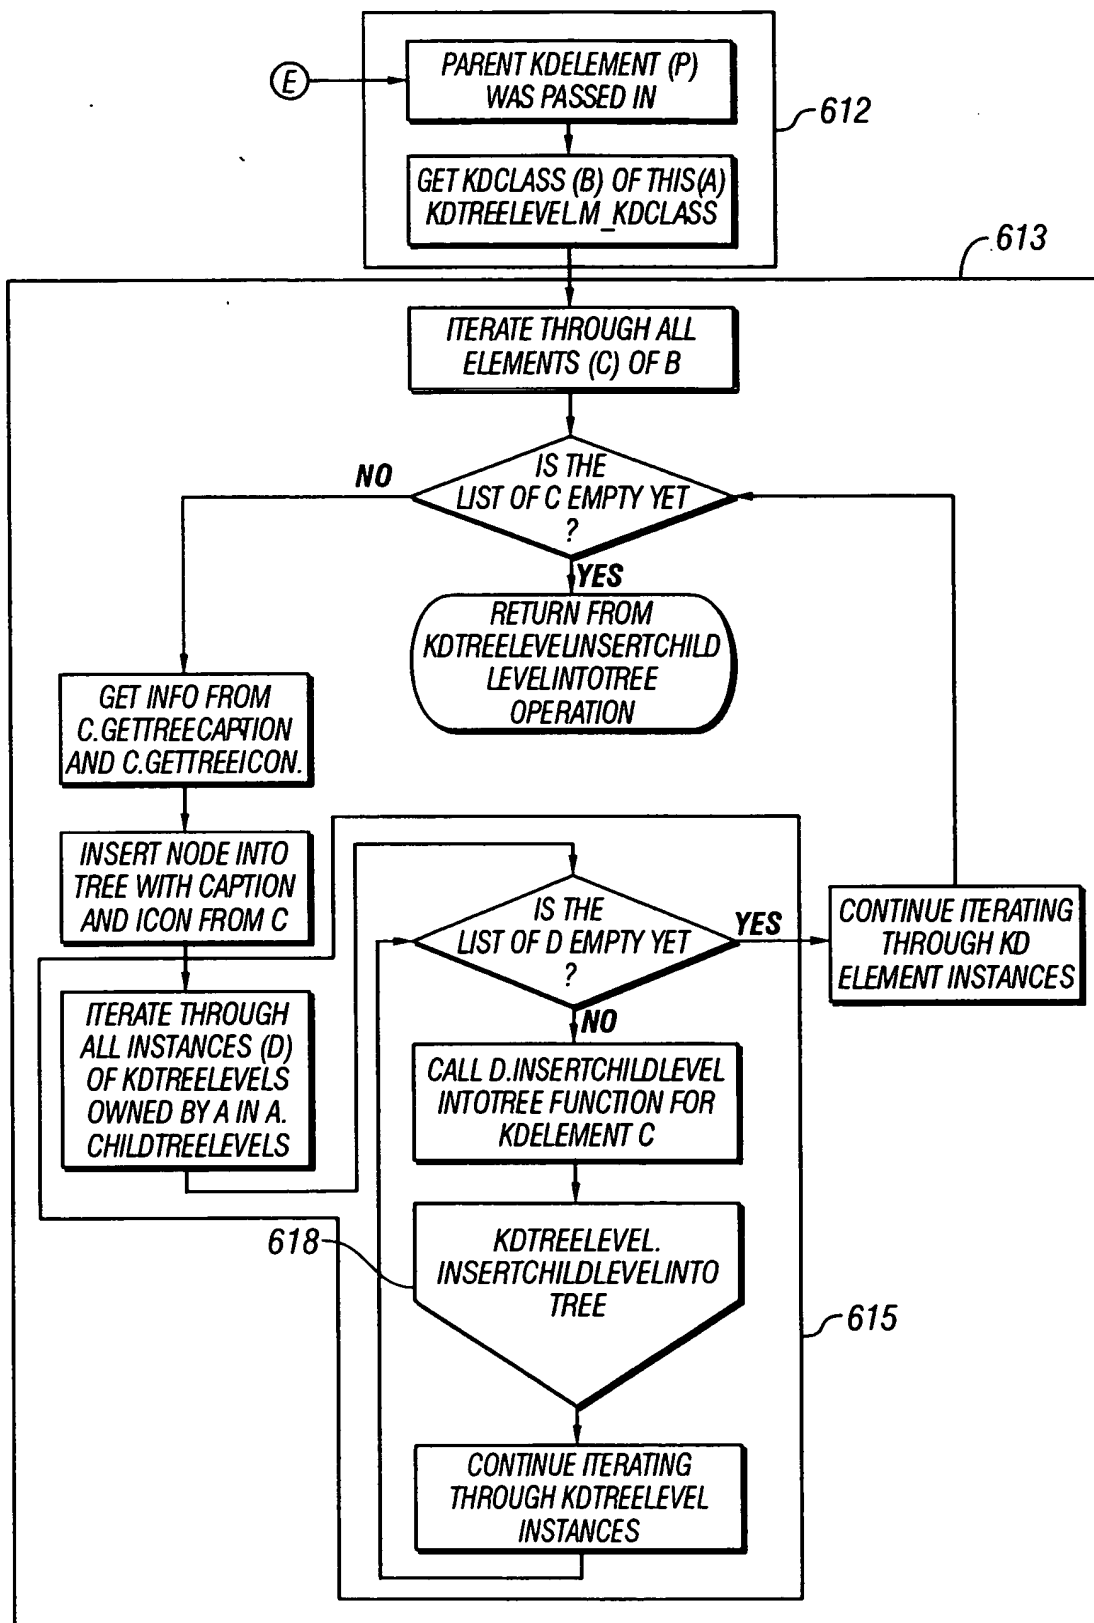 E
PARENT KDELEMENT (P)
WAS PASSED IN
612
GET KDCLASS (B) OF THIS(A)
KDTREELEVEL.M_KDCLASS
613
ITERATE THROUGH ALL
ELEMENTS (C) OF B
NO
IS THE
LIST OF C EMPTY YET
?
YES
RETURN FROM
KDTREELEVEL.INSERTCHILD
LEVELINTOTREE
OPERATION
GET INFO FROM
C.GETTREECAPTION
AND C.GETTREEICON.
INSERT NODE INTO
TREE WITH CAPTION
AND ICON FROM C
ITERATE THROUGH
ALL INSTANCES (D)
OF KDTREELEVELS
OWNED BY A IN A.
CHILDTREELEVELS
IS THE
LIST OF D EMPTY YET
?
YES
CONTINUE ITERATING
THROUGH KD
ELEMENT INSTANCES
NO
CALL D.INSERTCHILDLEVEL
INTOTREE FUNCTION FOR
KDELEMENT C
618
KDTREELEVEL.
INSERTCHILDLEVELINTO
TREE
615
CONTINUE ITERATING
THROUGH KDTREELEVEL
INSTANCES